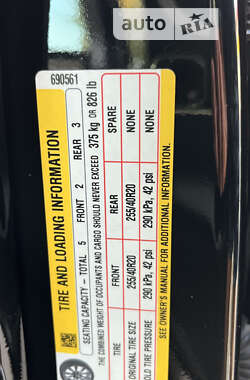 auto RIA
690561
TIRE AND LOADING INFORMATION
SEATING CAPACITY - TOTAL 5 FRONT 2 REAR 3
THE COMBINED WEIGHT OF OCCUPANTS AND CARGO SHOULD NEVER EXCEED 375 kg OR 826 lb
TIRE FRONT REAR SPARE
ORIGINAL TIRE SIZE 255/40R20 255/40R20 NONE
COLD TIRE PRESSURE 290 kPa, 42 psi 290 kPa, 42 psi NONE
SEE OWNER'S MANUAL FOR ADDITIONAL INFORMATION